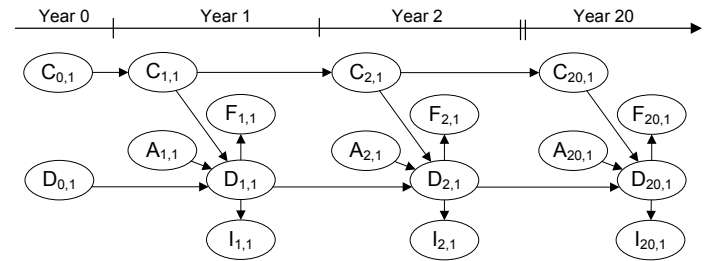 Year 0 Year 1 Year 2 Year 20
C0,1 C1,1 C2,1 C20,1
F1,1 F2,1 F20,1
A1,1 A2,1 A20,1
D0,1 D1,1 D2,1 D20,1
I1,1 I2,1 I20,1